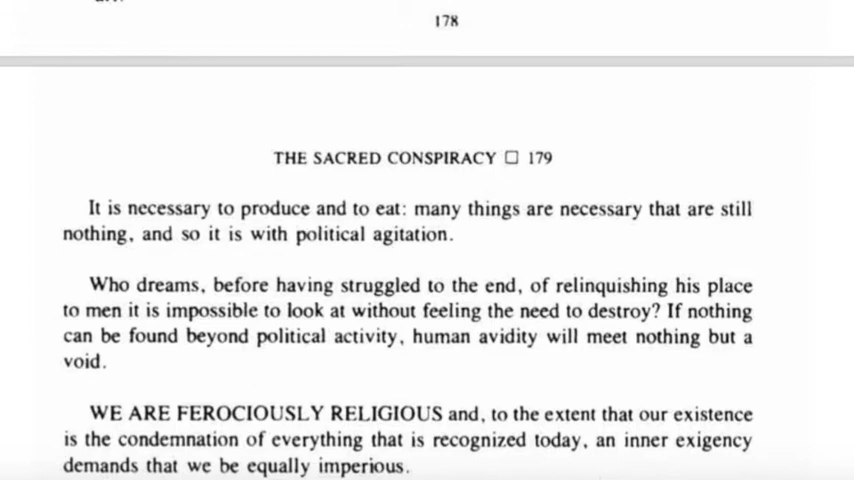 178
THE SACRED CONSPIRACY □ 179
It is necessary to produce and to eat: many things are necessary that are still
nothing, and so it is with political agitation.
Who dreams, before having struggled to the end, of relinquishing his place
to men it is impossible to look at without feeling the need to destroy? If nothing
can be found beyond political activity, human avidity will meet nothing but a
void.
WE ARE FEROCIOUSLY RELIGIOUS and, to the extent that our existence
is the condemnation of everything that is recognized today, an inner exigency
demands that we be equally imperious.